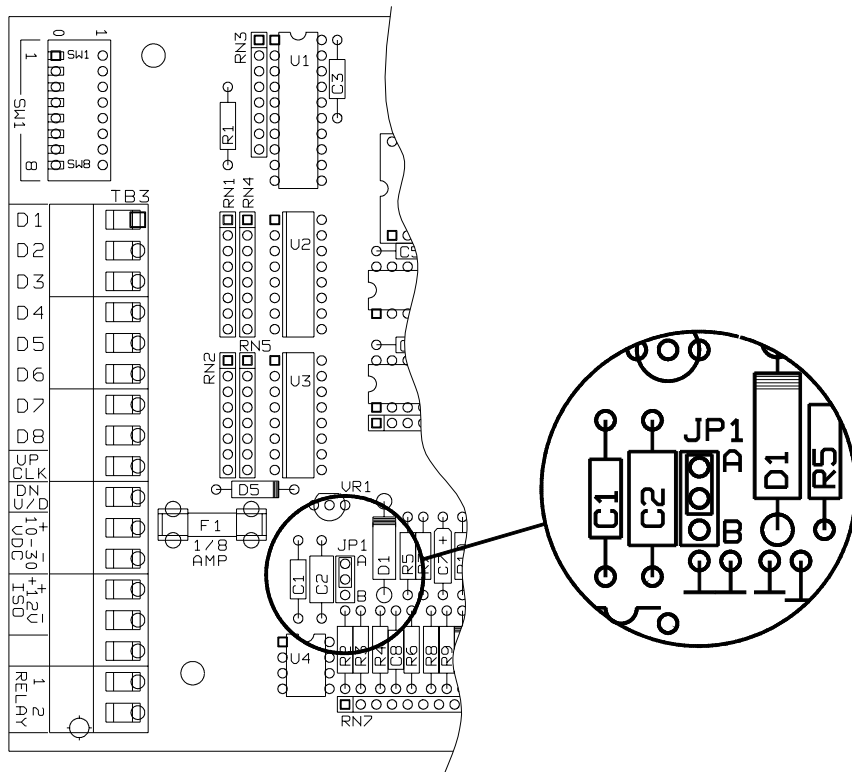 0 1
1
SW1
8
SW1
SW8
RN3
U1
C3
R1
RN1
RN4
TB3
D1
D2
D3
D4
D5
D6
D7
D8
UP
CLK
DN
U/D
+ −
10-30
VDC
+ −
12V
ISO
1 2
RELAY
U2
C5
RN5
RN2
U3
D5
VR1
F1
1/8
AMP
JP1
A
B
C1
C2
D1
R5
C7
+
U4
R2
R3
R4
C8
R6
R8
R9
RN7
JP1
A
B
C1
C2
D1
R5